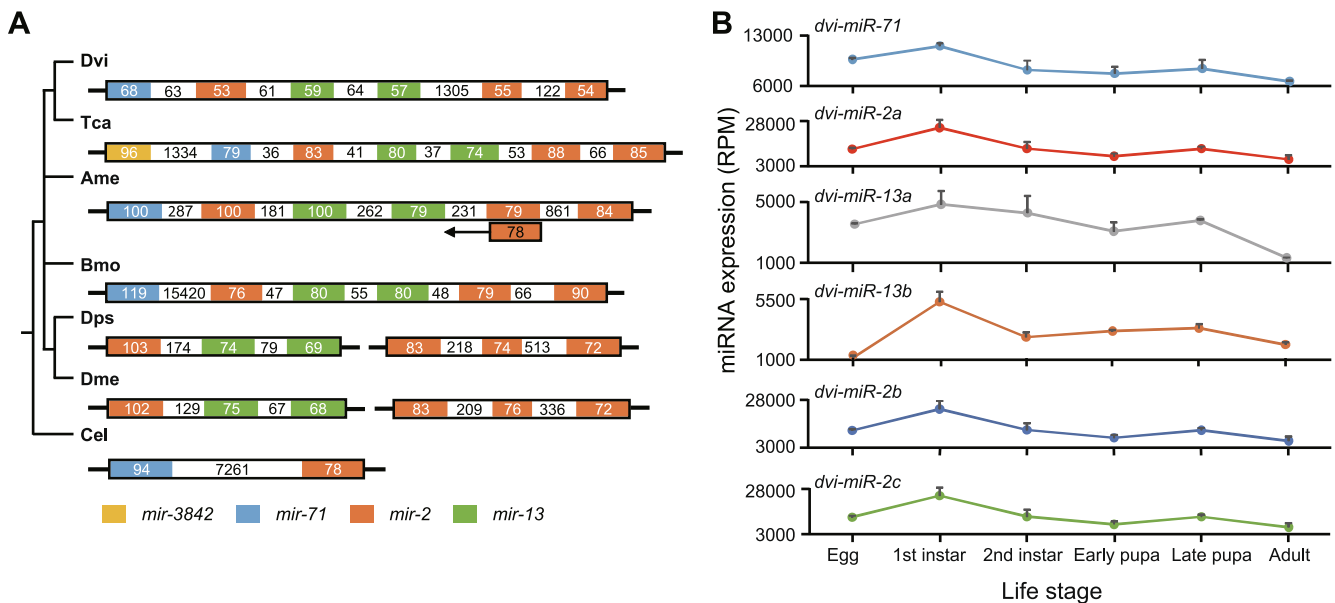 A
Dvi
68 63 53 61 59 64 57 1305 55 122 54
Tca
96 1334 79 36 83 41 80 37 74 53 88 66 85
Ame
100 287 100 181 100 262 79 231 79 861 84
78
Bmo
119 15420 76 47 80 55 80 48 79 66 90
Dps
103 174 74 79 69 83 218 74 513 72
Dme
102 129 75 67 68 83 209 76 336 72
Cel
94 7261 78
mir-3842 mir-71 mir-2 mir-13
B
miRNA expression (RPM)
dvi-miR-71
13000
6000
dvi-miR-2a
28000
3000
dvi-miR-13a
5000
1000
dvi-miR-13b
5500
1000
dvi-miR-2b
28000
3000
dvi-miR-2c
28000
3000
Egg 1st instar 2nd instar Early pupa Late pupa Adult
Life stage